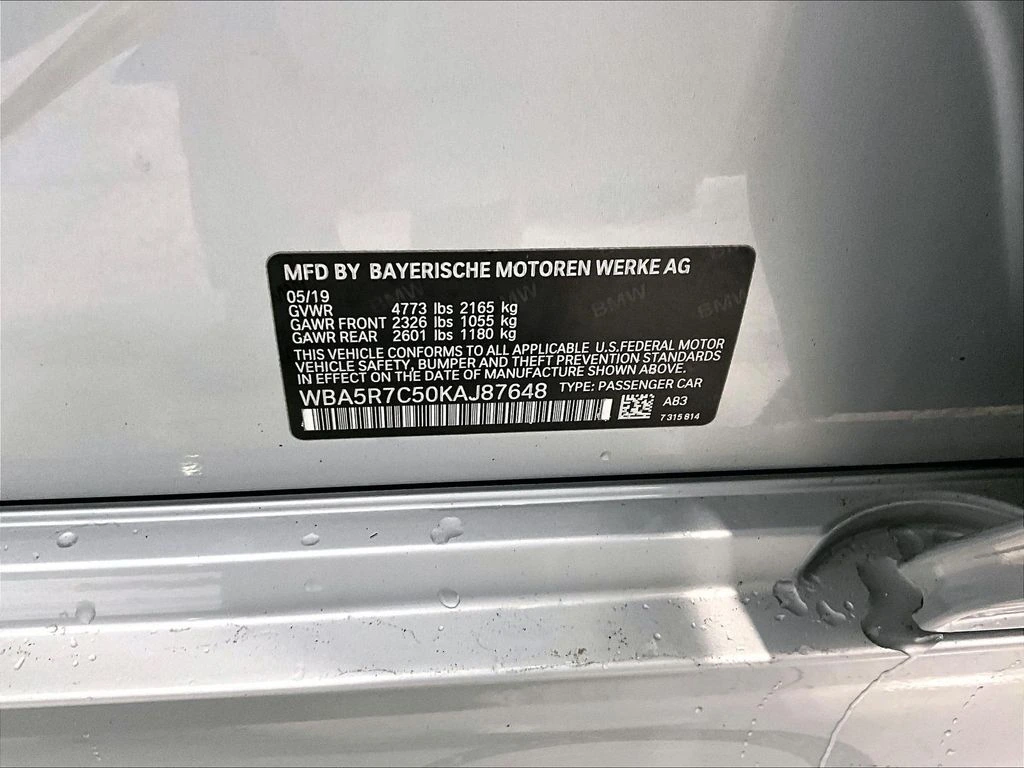 MFD BY BAYERISCHE MOTOREN WERKE AG
05/19
GVWR 4773 lbs 2165 kg
GAWR FRONT 2326 lbs 1055 kg
GAWR REAR 2601 lbs 1180 kg
THIS VEHICLE CONFORMS TO ALL APPLICABLE U.S.FEDERAL MOTOR
VEHICLE SAFETY, BUMPER AND THEFT PREVENTION STANDARDS
IN EFFECT ON THE DATE OF MANUFACTURE SHOWN ABOVE.
WBA5R7C50KAJ87648 TYPE: PASSENGER CAR
A83
7 315 814
BMW
BMW
BMW